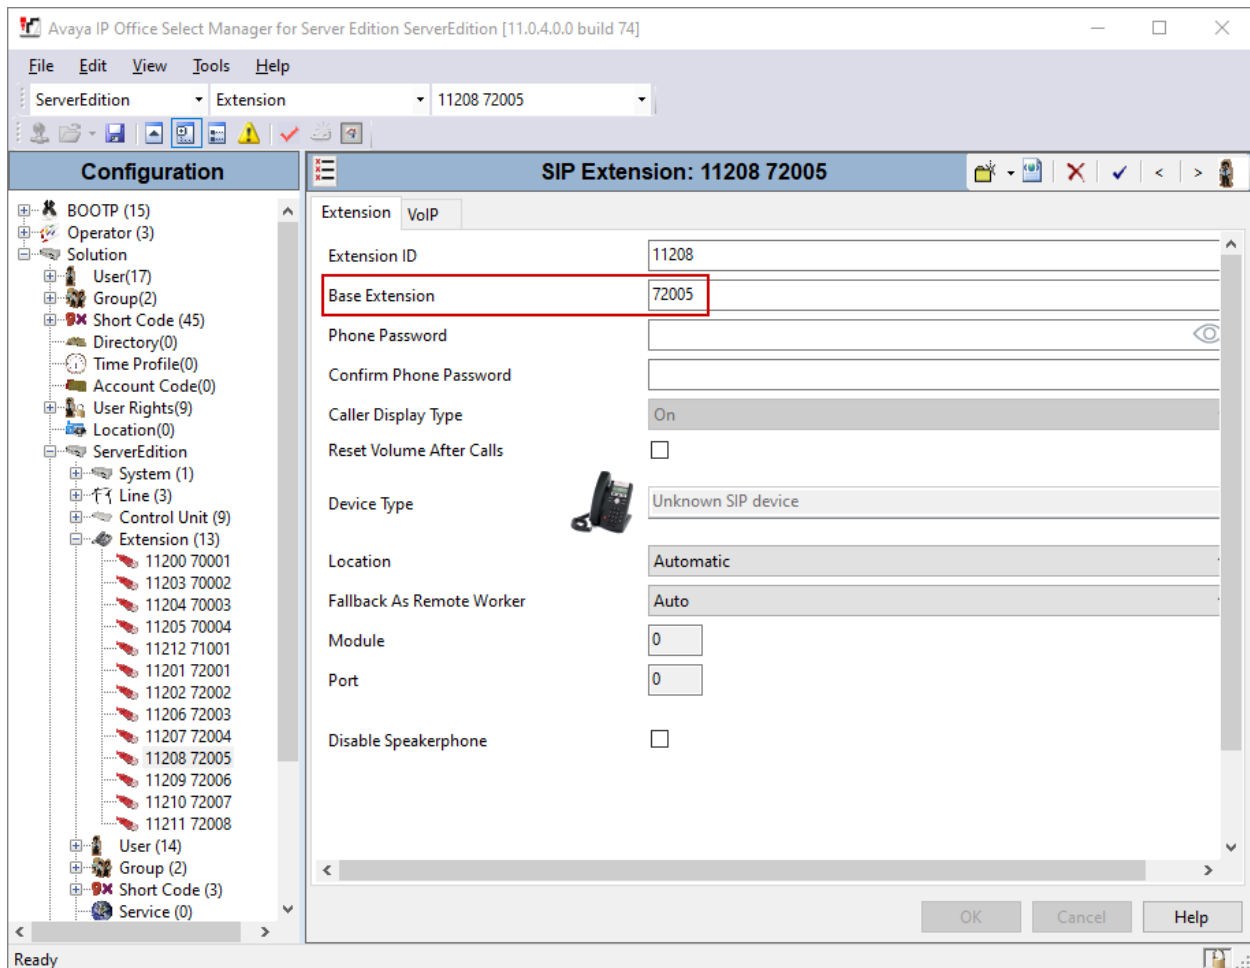 Avaya IP Office Select Manager for Server Edition ServerEdition [11.0.4.0.0 build 74]
File Edit View Tools Help
ServerEdition Extension 11208 72005
Configuration
SIP Extension: 11208 72005
BOOTP (15)
Operator (3)
Solution
User(17)
Group(2)
Short Code (45)
Directory(0)
Time Profile(0)
Account Code(0)
User Rights(9)
Location(0)
ServerEdition
System (1)
Line (3)
Control Unit (9)
Extension (13)
11200 70001
11203 70002
11204 70003
11205 70004
11212 71001
11201 72001
11202 72002
11206 72003
11207 72004
11208 72005
11209 72006
11210 72007
11211 72008
User (14)
Group (2)
Short Code (3)
Service (0)
Extension VoIP
Extension ID 11208
Base Extension 72005
Phone Password
Confirm Phone Password
Caller Display Type On
Reset Volume After Calls
Device Type Unknown SIP device
Location Automatic
Fallback As Remote Worker Auto
Module 0
Port 0
Disable Speakerphone
OK Cancel Help
Ready